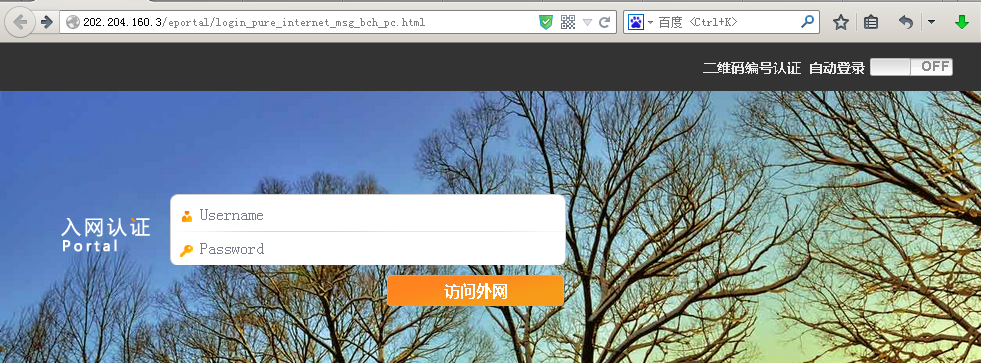 202.204.160.3/eportal/login_pure_internet_msg_bch_pc.html
百度 <Ctrl+K>
二维码编号认证 自动登录 OFF
Username
入网认证
Portal
Password
访问外网